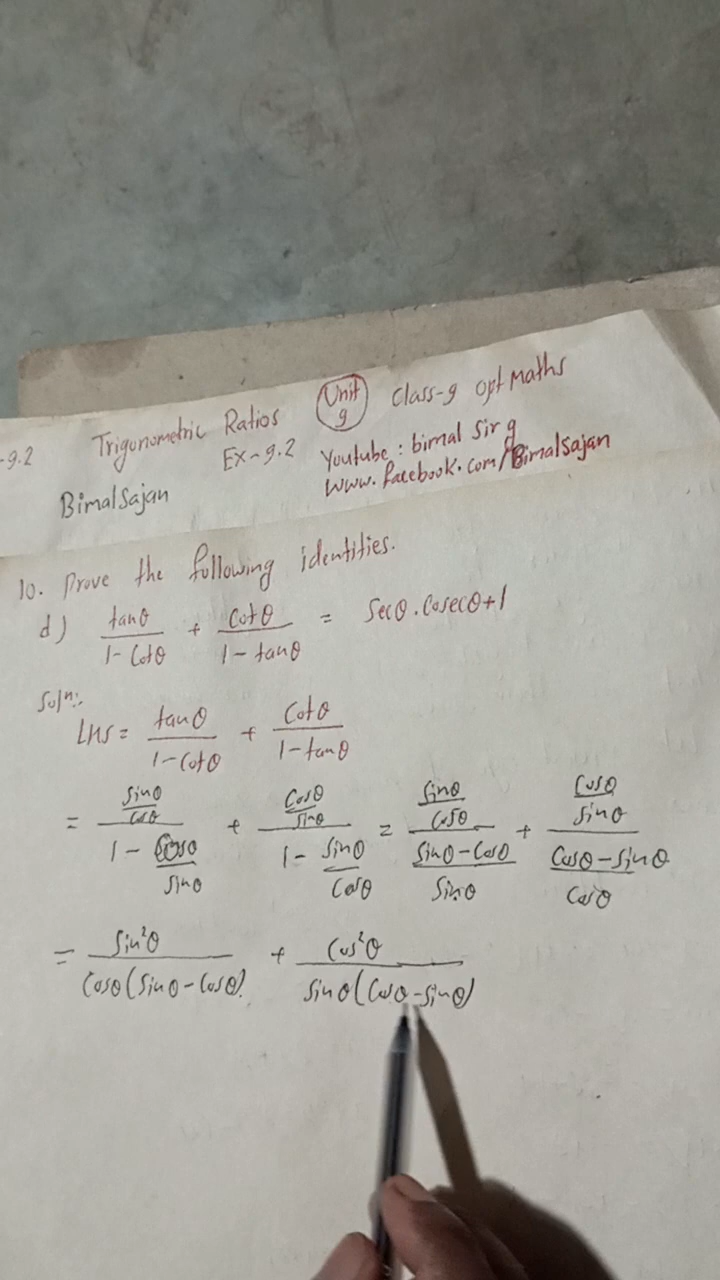 -9.2 Trigonometric Ratios Unit 9 Class-9 opt Maths
Ex-9.2 Youtube: bimal Sir g
BimalSajan www.facebook.com/BimalSajan
10. Prove the following identities.
d) tanθ/1-Cotθ + Cotθ/1-tanθ = Secθ.Cosecθ+1
Soln:
LHS = tanθ/1-Cotθ + Cotθ/1-tanθ
= Sinθ/Cosθ/1-Cosθ/Sinθ + Cosθ/Sinθ/1-Sinθ/Cosθ = Sinθ/Cosθ/Sinθ-Cosθ/Sinθ + Cosθ/Sinθ/Cosθ-Sinθ/Cosθ
= Sin²θ/Cosθ(Sinθ-Cosθ) + Cos²θ/Sinθ(Cosθ-Sinθ)